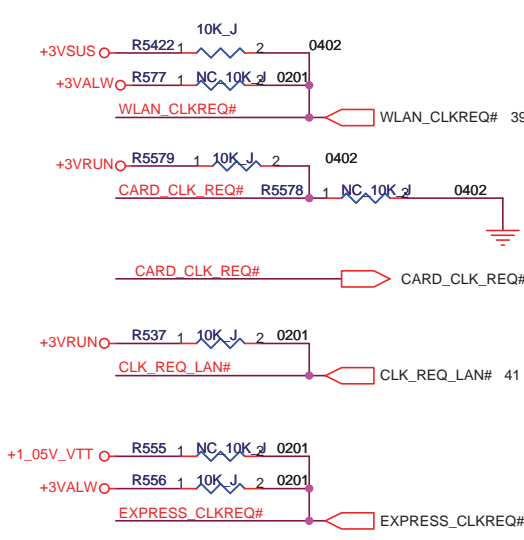 10K_J
+3VSUS R5422 1 2 0402
+3VALW R577 1 NC_10K_J 2 0201
WLAN_CLKREQ#
WLAN_CLKREQ# 39
+3VRUN R5579 1 10K_J 2 0402
CARD_CLK_REQ# R5578 1 NC_10K_J 2 0402
CARD_CLK_REQ#
CARD_CLK_REQ#
+3VRUN R537 1 10K_J 2 0201
CLK_REQ_LAN#
CLK_REQ_LAN# 41
+1_05V_VTT R555 1 NC_10K_J 2 0201
+3VALW R556 1 10K_J 2 0201
EXPRESS_CLKREQ#
EXPRESS_CLKREQ#